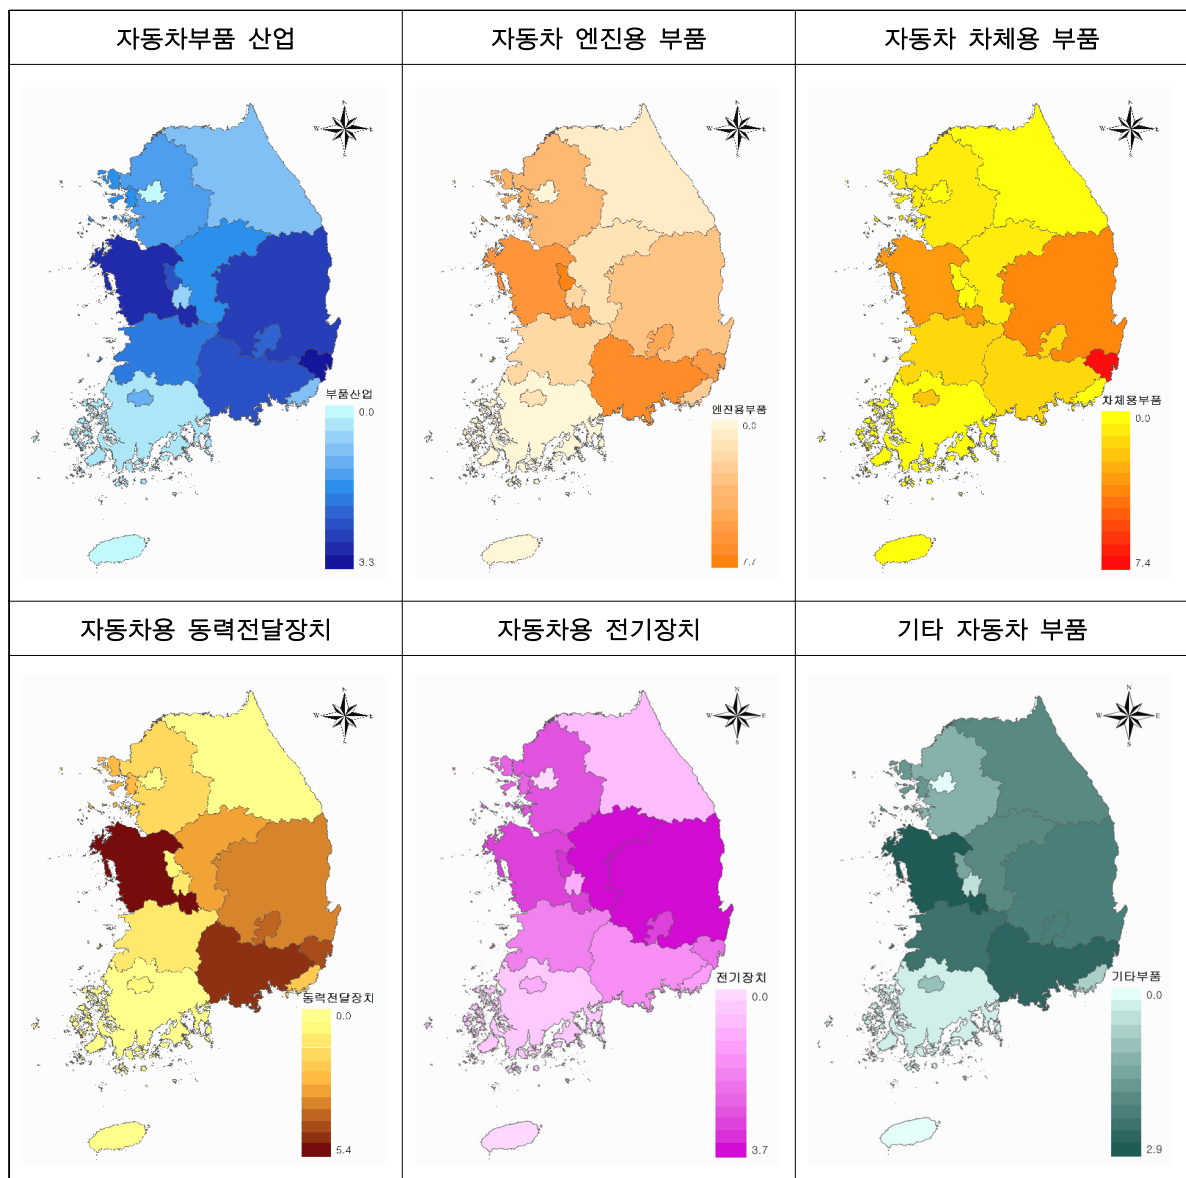 자동차부품 산업
자동차 엔진용 부품
자동차 차체용 부품
N
W
E
S
부품산업
0.0
3.3
N
W
E
S
엔진용부품
0.0
7.7
N
W
E
S
차체용부품
0.0
7.4
자동차용 동력전달장치
자동차용 전기장치
기타 자동차 부품
N
W
E
S
동력전달장치
0.0
5.4
N
W
E
S
전기장치
0.0
3.7
N
W
E
S
기타부품
0.0
2.9